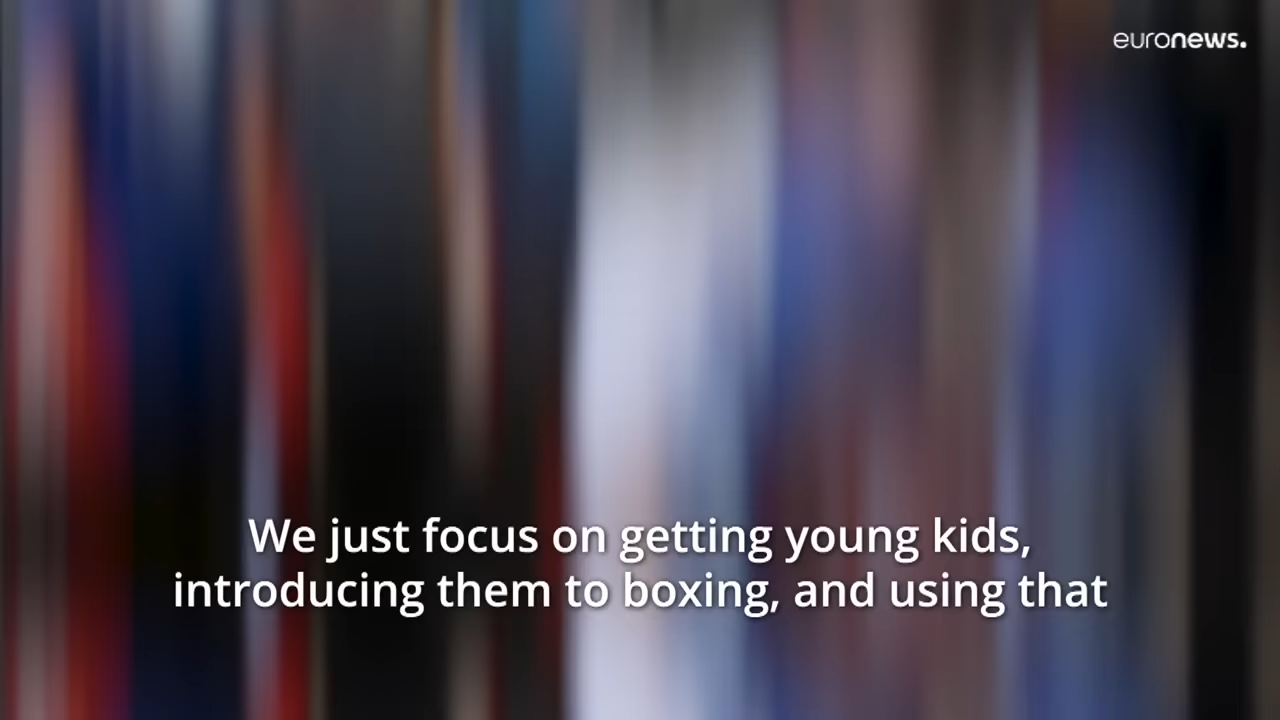 euronews.
We just focus on getting young kids,
introducing them to boxing, and using that